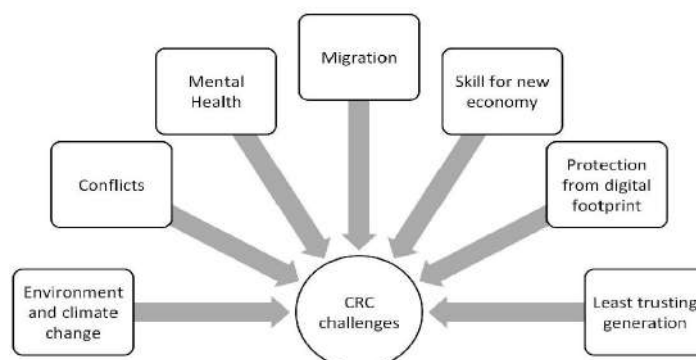 Migration
Mental
Health
Skill for new
economy
Conflicts
Protection
from digital
footprint
Environment
and climate
change
CRC
challenges
Least trusting
generation